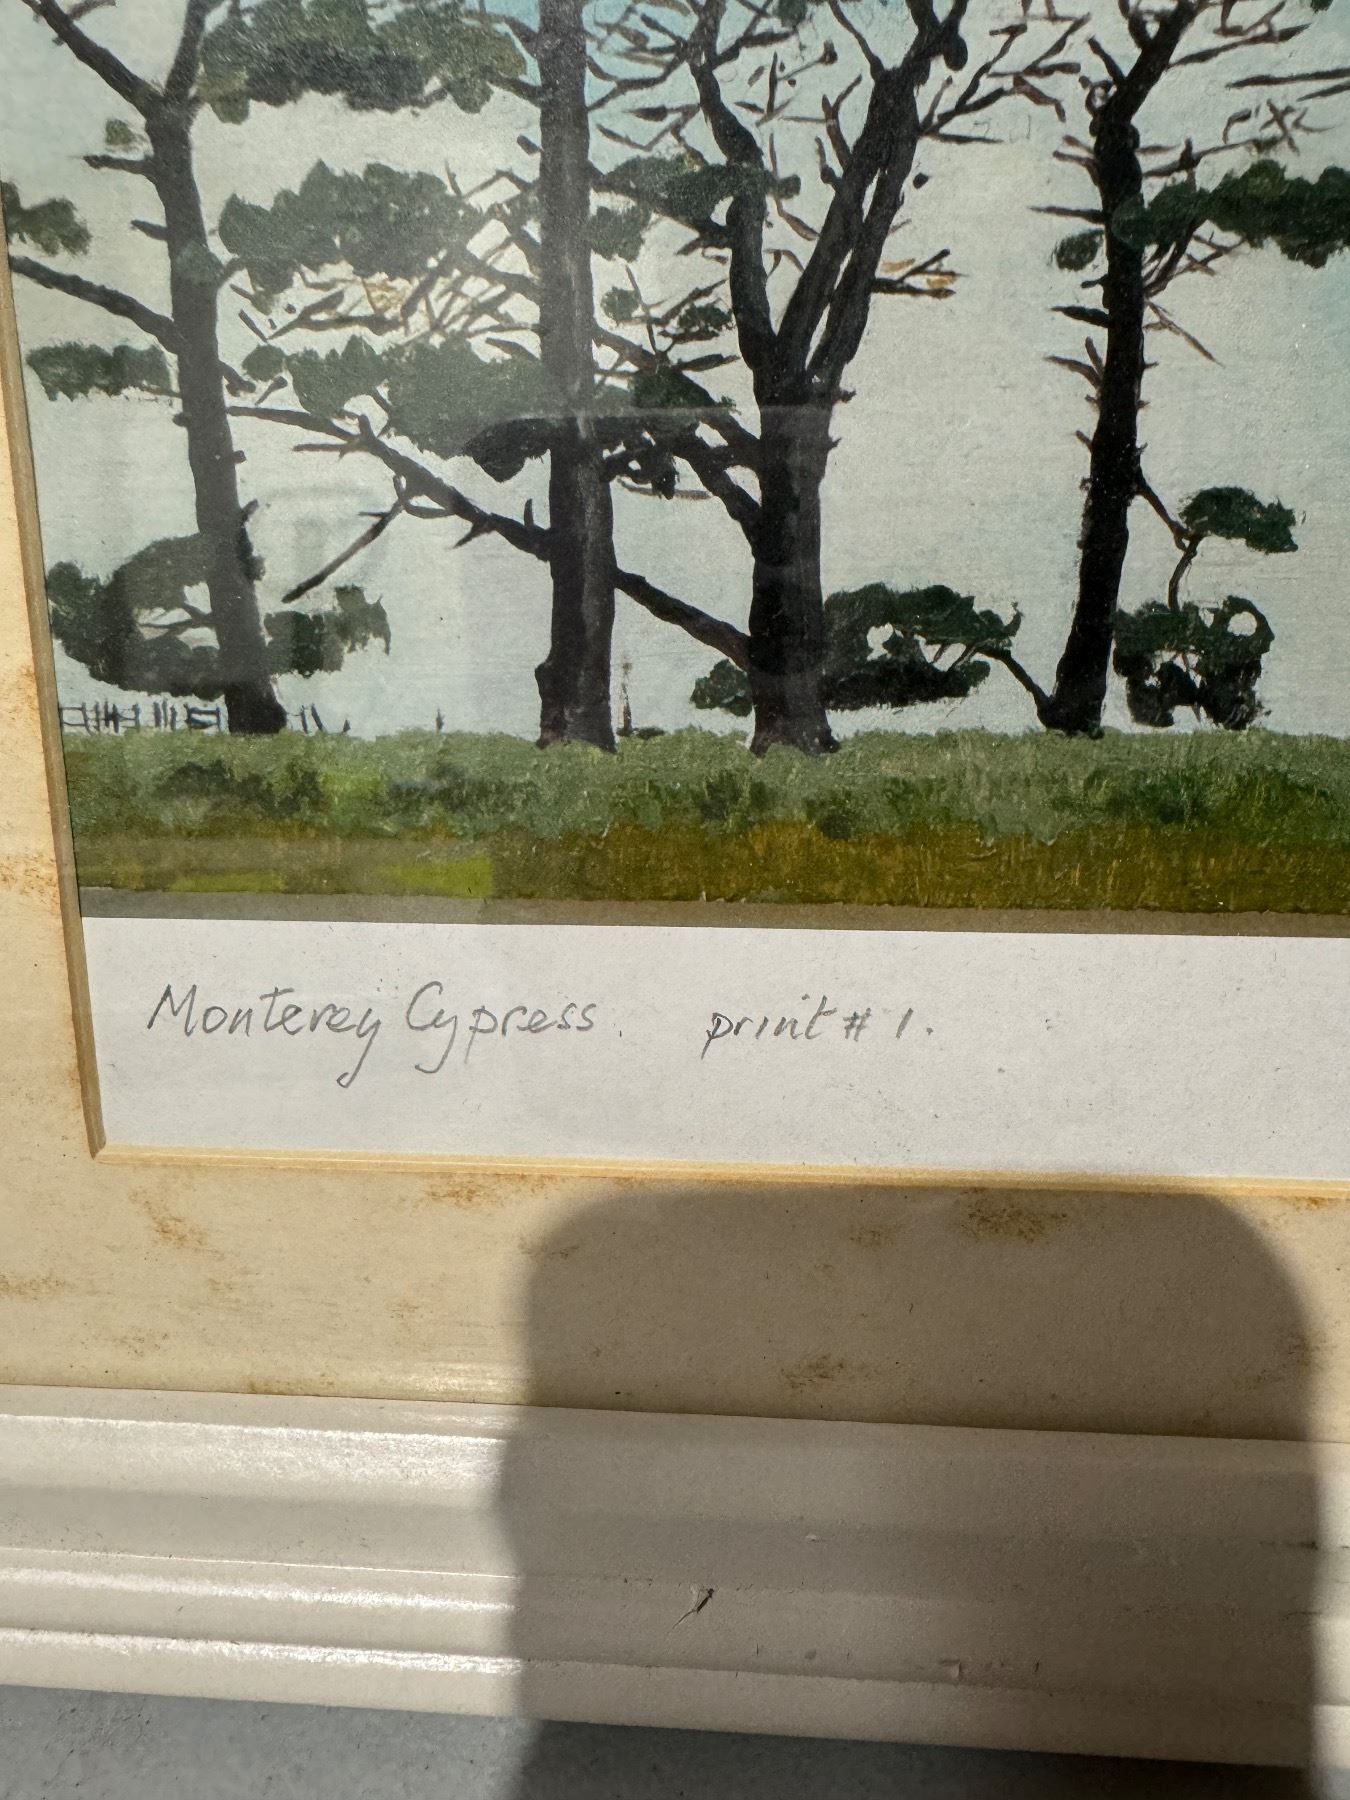 Monterey Cypress. print # 1.